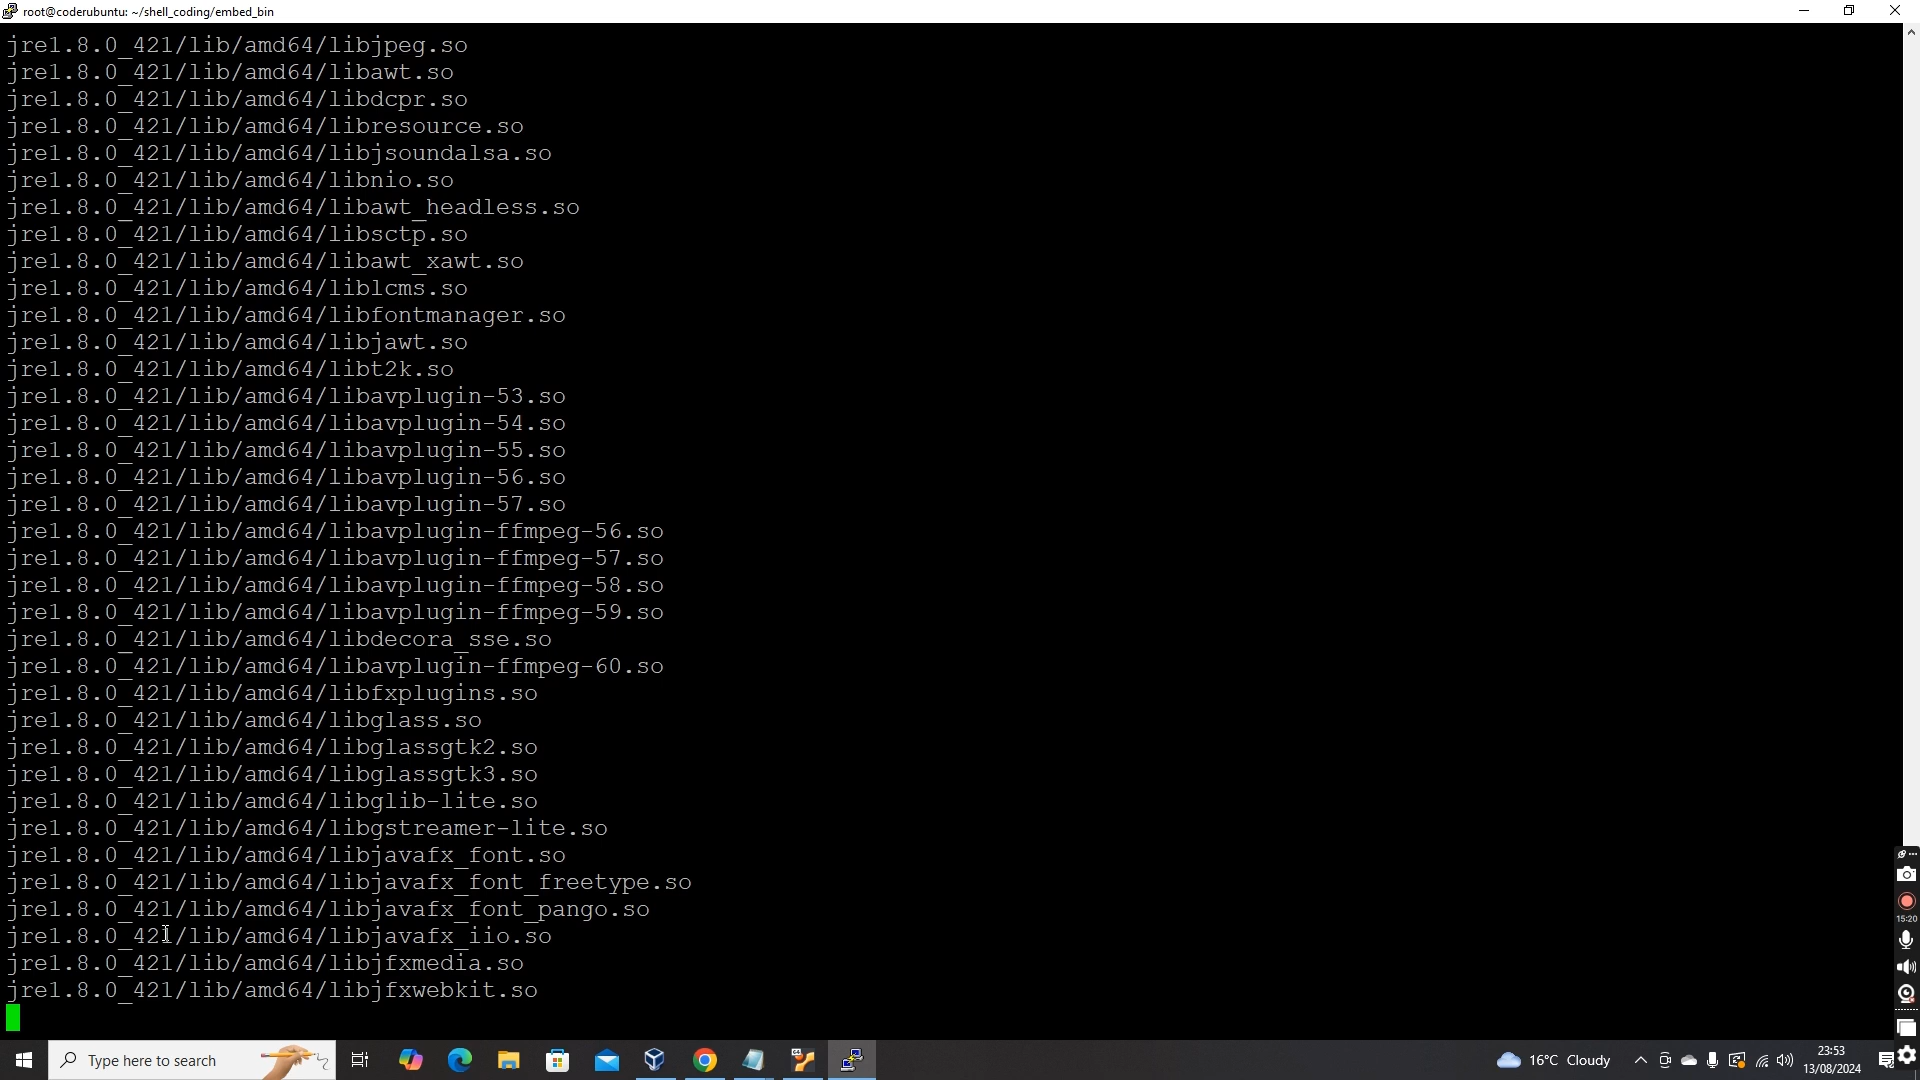 root@coderubuntu: ~/shell_coding/embed_bin
jre1.8.0_421/lib/amd64/libjpeg.so
jre1.8.0_421/lib/amd64/libawt.so
jre1.8.0_421/lib/amd64/libdcpr.so
jre1.8.0_421/lib/amd64/libresource.so
jre1.8.0_421/lib/amd64/libjsoundalsa.so
jre1.8.0_421/lib/amd64/libnio.so
jre1.8.0_421/lib/amd64/libawt_headless.so
jre1.8.0_421/lib/amd64/libsctp.so
jre1.8.0_421/lib/amd64/libawt_xawt.so
jre1.8.0_421/lib/amd64/liblcms.so
jre1.8.0_421/lib/amd64/libfontmanager.so
jre1.8.0_421/lib/amd64/libjawt.so
jre1.8.0_421/lib/amd64/libt2k.so
jre1.8.0_421/lib/amd64/libavplugin-53.so
jre1.8.0_421/lib/amd64/libavplugin-54.so
jre1.8.0_421/lib/amd64/libavplugin-55.so
jre1.8.0_421/lib/amd64/libavplugin-56.so
jre1.8.0_421/lib/amd64/libavplugin-57.so
jre1.8.0_421/lib/amd64/libavplugin-ffmpeg-56.so
jre1.8.0_421/lib/amd64/libavplugin-ffmpeg-57.so
jre1.8.0_421/lib/amd64/libavplugin-ffmpeg-58.so
jre1.8.0_421/lib/amd64/libavplugin-ffmpeg-59.so
jre1.8.0_421/lib/amd64/libdecora_sse.so
jre1.8.0_421/lib/amd64/libavplugin-ffmpeg-60.so
jre1.8.0_421/lib/amd64/libfxplugins.so
jre1.8.0_421/lib/amd64/libglass.so
jre1.8.0_421/lib/amd64/libglassgtk2.so
jre1.8.0_421/lib/amd64/libglassgtk3.so
jre1.8.0_421/lib/amd64/libglib-lite.so
jre1.8.0_421/lib/amd64/libgstreamer-lite.so
jre1.8.0_421/lib/amd64/libjavafx_font.so
jre1.8.0_421/lib/amd64/libjavafx_font_freetype.so
jre1.8.0_421/lib/amd64/libjavafx_font_pango.so
jre1.8.0_421/lib/amd64/libjavafx_iio.so
jre1.8.0_421/lib/amd64/libjfxmedia.so
jre1.8.0_421/lib/amd64/libjfxwebkit.so
15:20
Type here to search
16°C Cloudy
23:53
13/08/2024